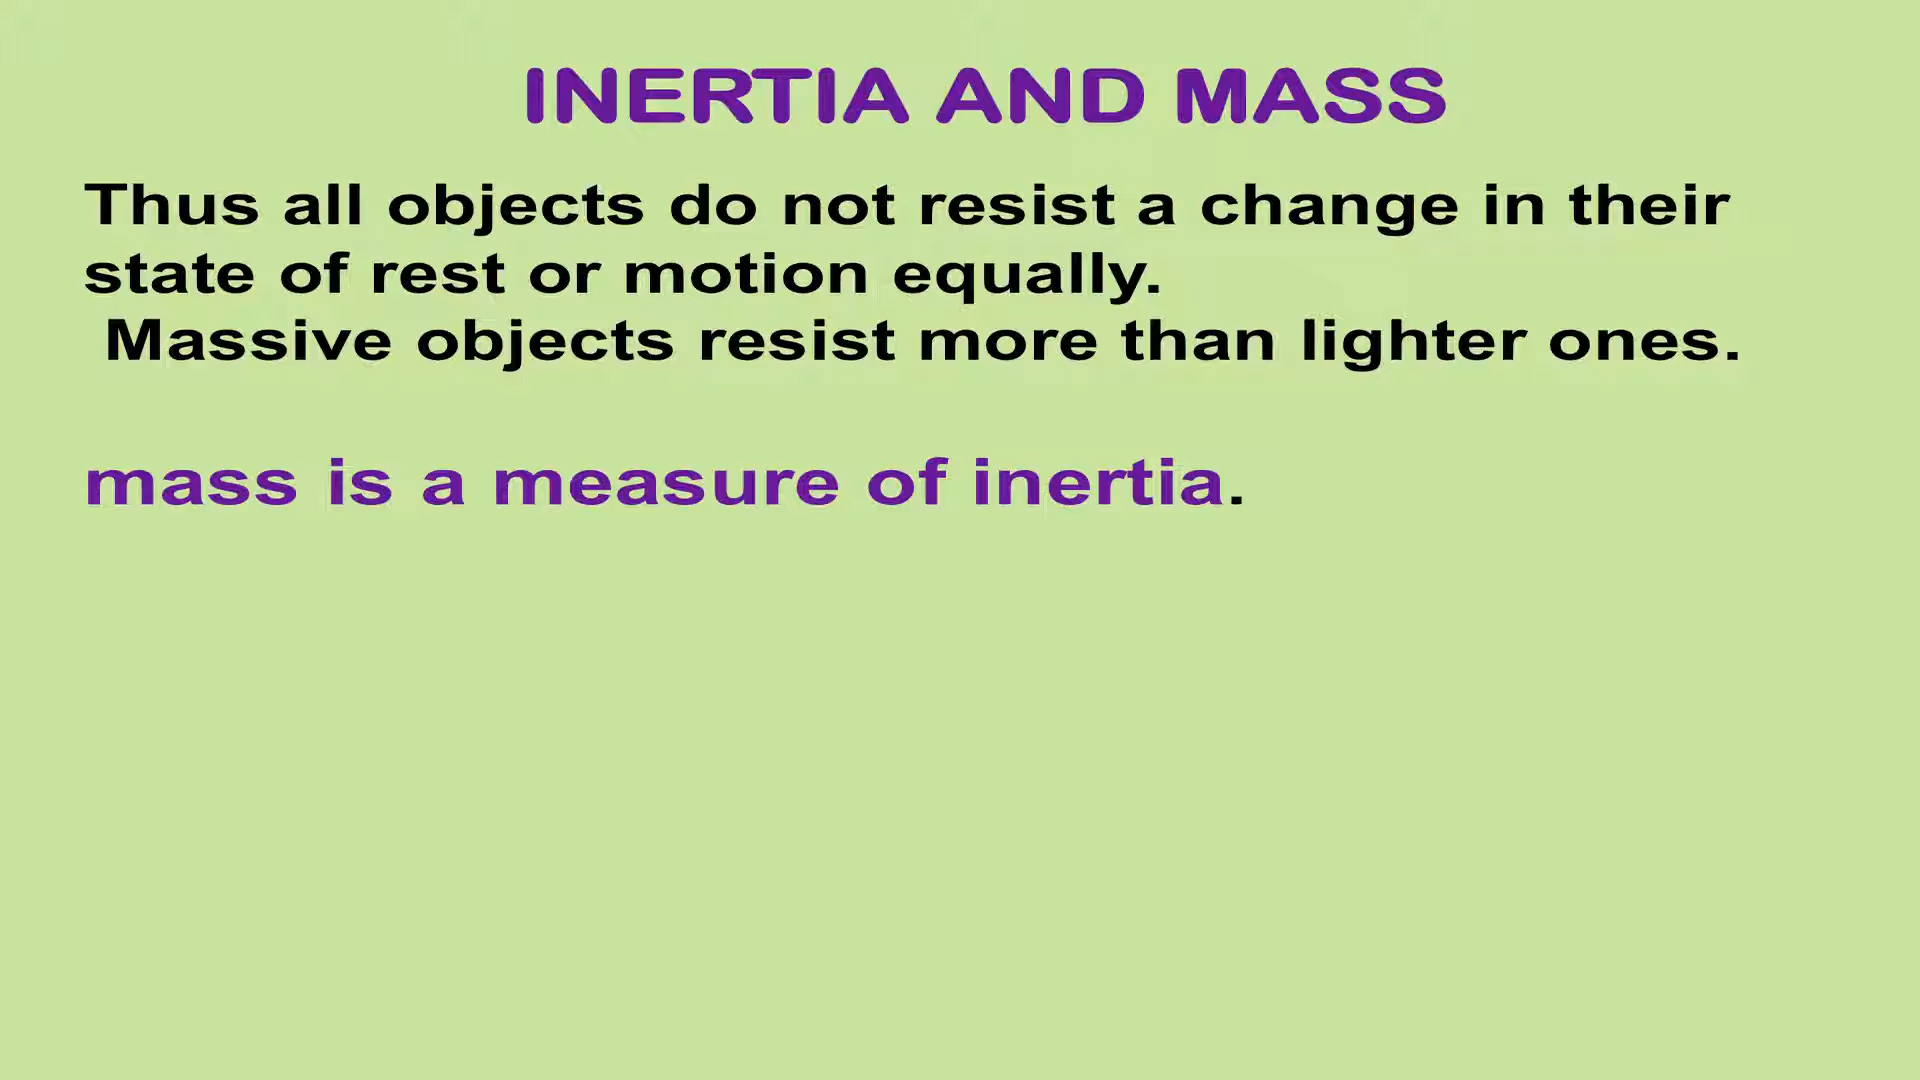 INERTIA AND MASS
Thus all objects do not resist a change in their
state of rest or motion equally.
Massive objects resist more than lighter ones.
mass is a measure of inertia.